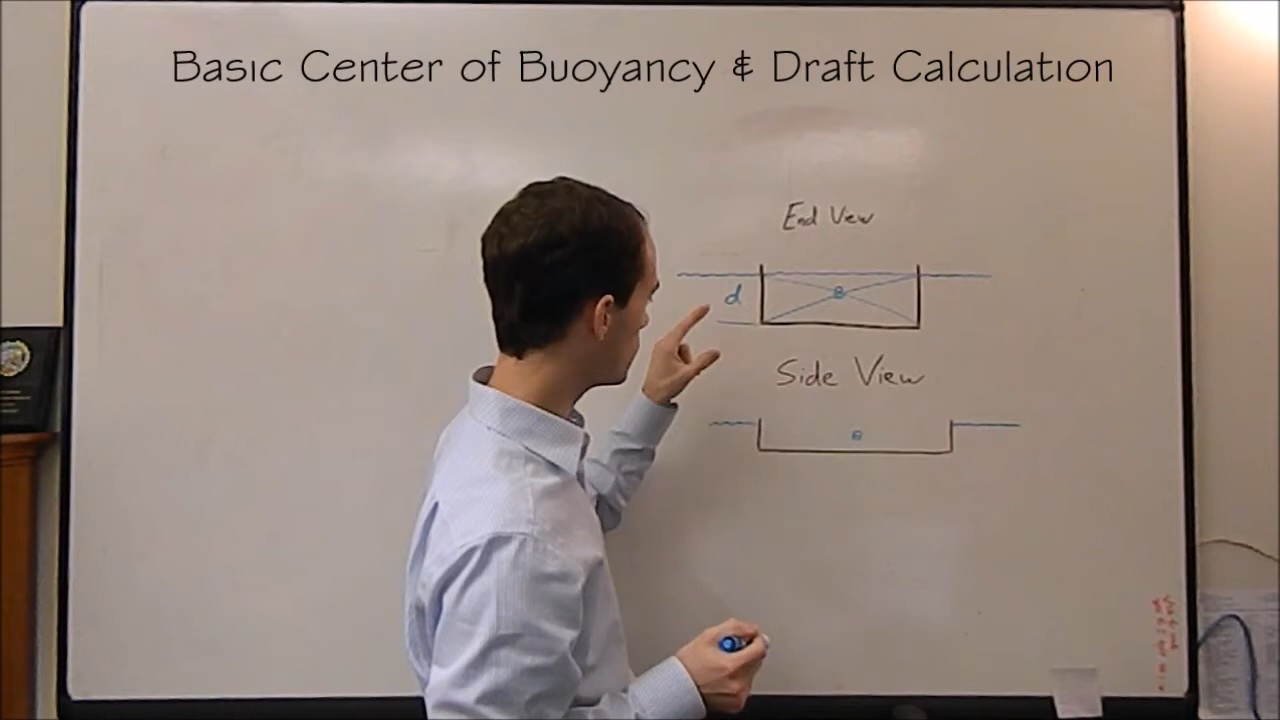 Basic Center of Buoyancy & Draft Calculation
End View
d
B
Side View
B